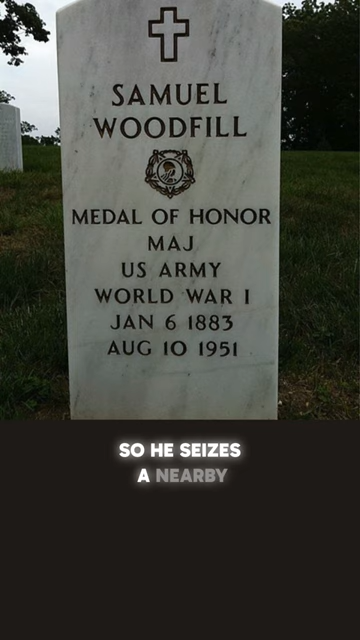 SAMUEL
WOODFILL
MEDAL OF HONOR
MAJ
US ARMY
WORLD WAR I
JAN 6 1883
AUG 10 1951
SO HE SEIZES
A NEARBY